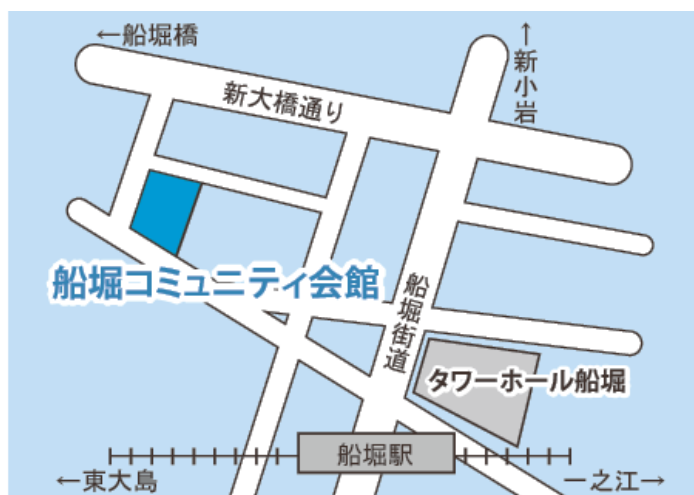 ←船堀橋
←新小岩
新大橋通り
船堀コミュニティ会館
船堀街道
タワーホール船堀
船堀駅
←東大島
一之江→